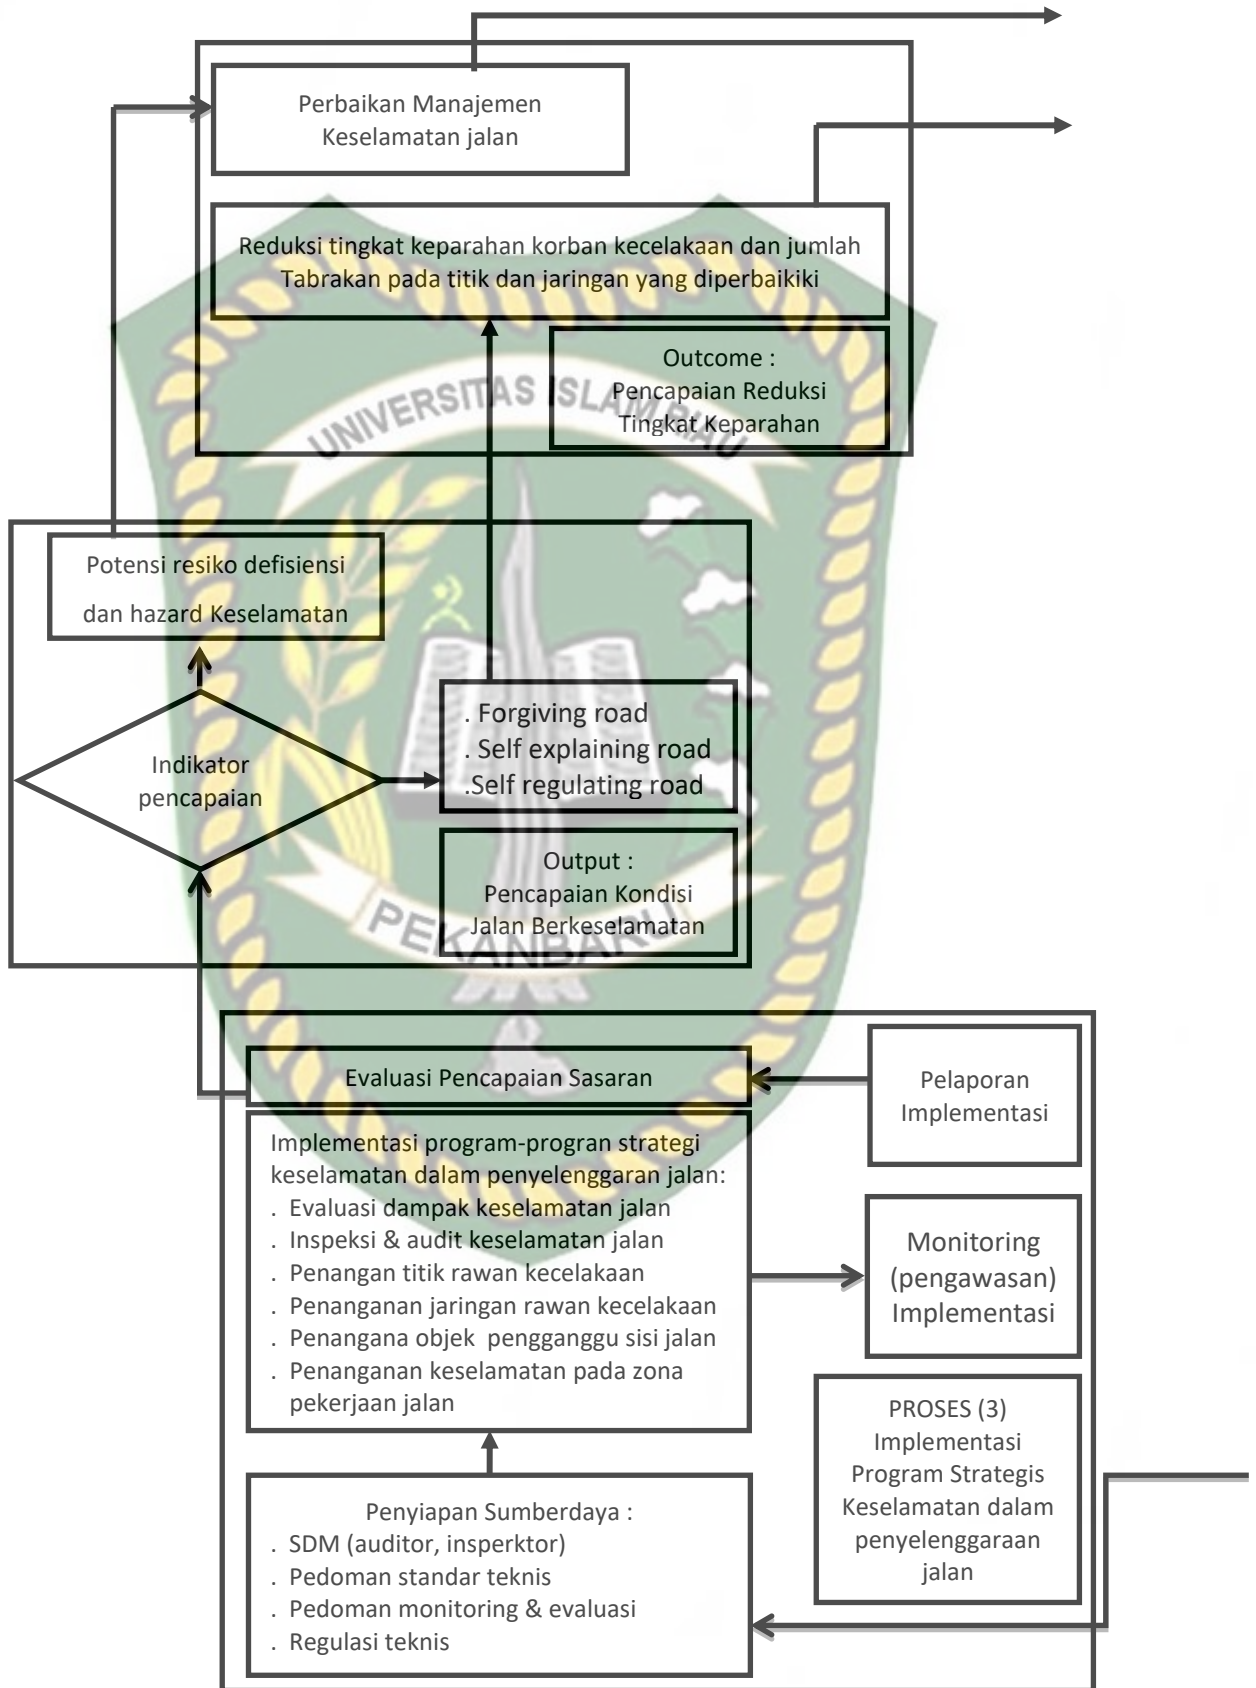 Perbaikan Manajemen
Keselamatan jalan
Reduksi tingkat keparahan korban kecelakaan dan jumlah
Tabrakan pada titik dan jaringan yang diperbaikiki
Outcome :
Pencapaian Reduksi
Tingkat Keparahan
UNIVERSITAS ISLAM RIAU
Potensi resiko defisiensi
dan hazard Keselamatan
. Forgiving road
. Self explaining road
.Self regulating road
Indikator
pencapaian
Output :
Pencapaian Kondisi
Jalan Berkeselamatan
PEKANBARU
Evaluasi Pencapaian Sasaran
Pelaporan
Implementasi
Implementasi program-progran strategi
keselamatan dalam penyelenggaran jalan:
. Evaluasi dampak keselamatan jalan
. Inspeksi & audit keselamatan jalan
. Penangan titik rawan kecelakaan
. Penanganan jaringan rawan kecelakaan
. Penangana objek pengganggu sisi jalan
. Penanganan keselamatan pada zona
pekerjaan jalan
Monitoring
(pengawasan)
Implementasi
PROSES (3)
Implementasi
Program Strategis
Keselamatan dalam
penyelenggaraan
jalan
Penyiapan Sumberdaya :
. SDM (auditor, insperktor)
. Pedoman standar teknis
. Pedoman monitoring & evaluasi
. Regulasi teknis